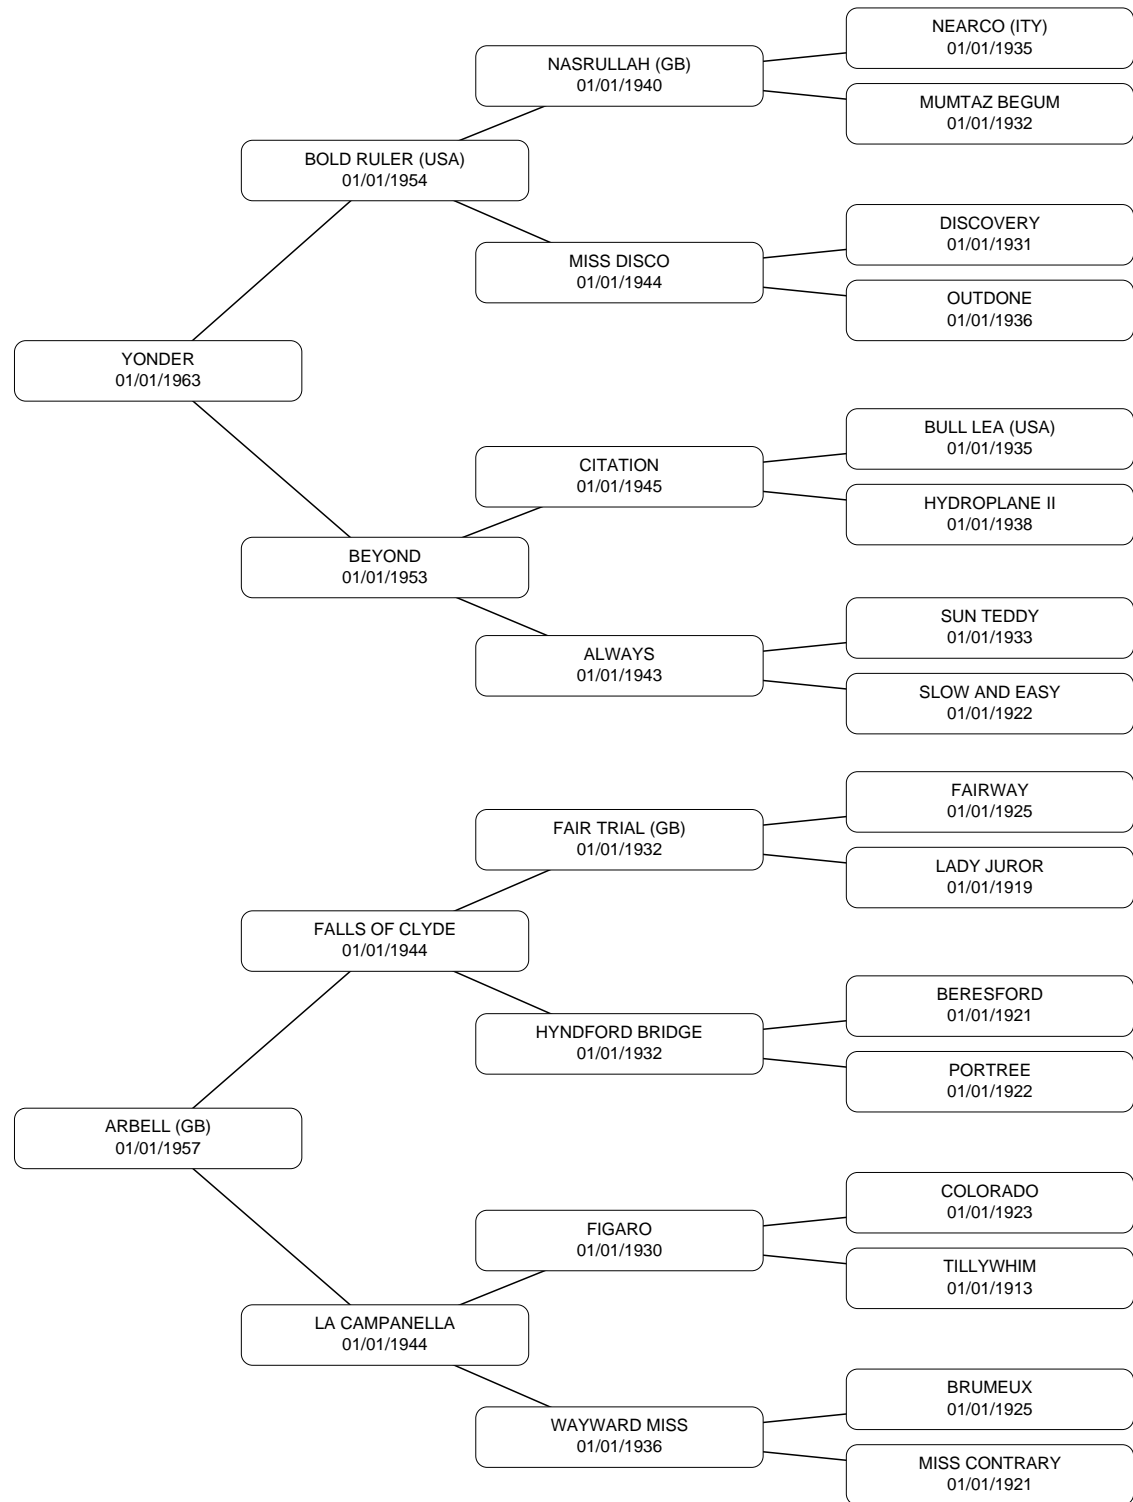 NEARCO (ITY)
01/01/1935
NASRULLAH (GB)
01/01/1940
MUMTAZ BEGUM
01/01/1932
BOLD RULER (USA)
01/01/1954
DISCOVERY
01/01/1931
MISS DISCO
01/01/1944
OUTDONE
01/01/1936
YONDER
01/01/1963
BULL LEA (USA)
01/01/1935
CITATION
01/01/1945
HYDROPLANE II
01/01/1938
BEYOND
01/01/1953
SUN TEDDY
01/01/1933
ALWAYS
01/01/1943
SLOW AND EASY
01/01/1922
FAIRWAY
01/01/1925
FAIR TRIAL (GB)
01/01/1932
LADY JUROR
01/01/1919
FALLS OF CLYDE
01/01/1944
BERESFORD
01/01/1921
HYNDFORD BRIDGE
01/01/1932
PORTREE
01/01/1922
ARBELL (GB)
01/01/1957
COLORADO
01/01/1923
FIGARO
01/01/1930
TILLYWHIM
01/01/1913
LA CAMPANELLA
01/01/1944
BRUMEUX
01/01/1925
WAYWARD MISS
01/01/1936
MISS CONTRARY
01/01/1921